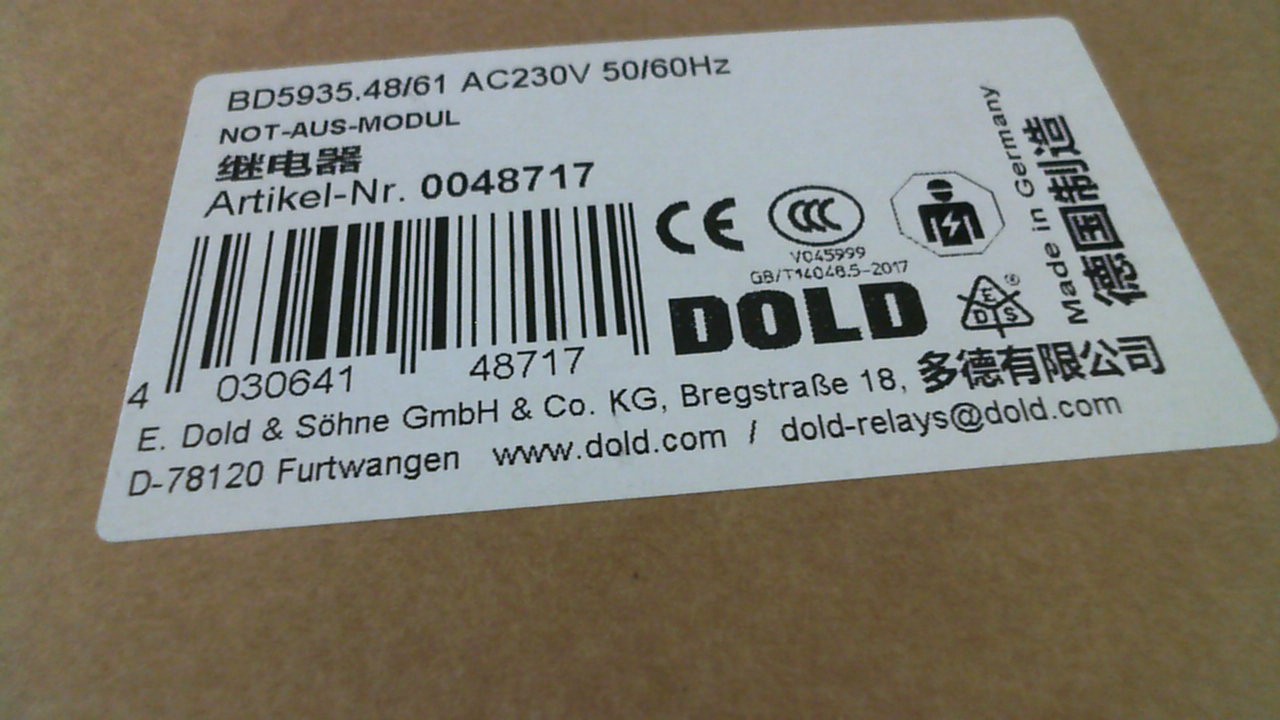 BD5935.48/61 AC230V 50/60Hz
NOT-AUS-MODUL
继电器
Artikel-Nr. 0048717
4 030641 48717
CE
CCC
V045999
GB/T14048.5-2017
DOLD
EDS®
Made in Germany
德国制造
E. Dold & Söhne GmbH & Co. KG, Bregstraße 18, 多德有限公司
D-78120 Furtwangen www.dold.com / dold-relays@dold.com